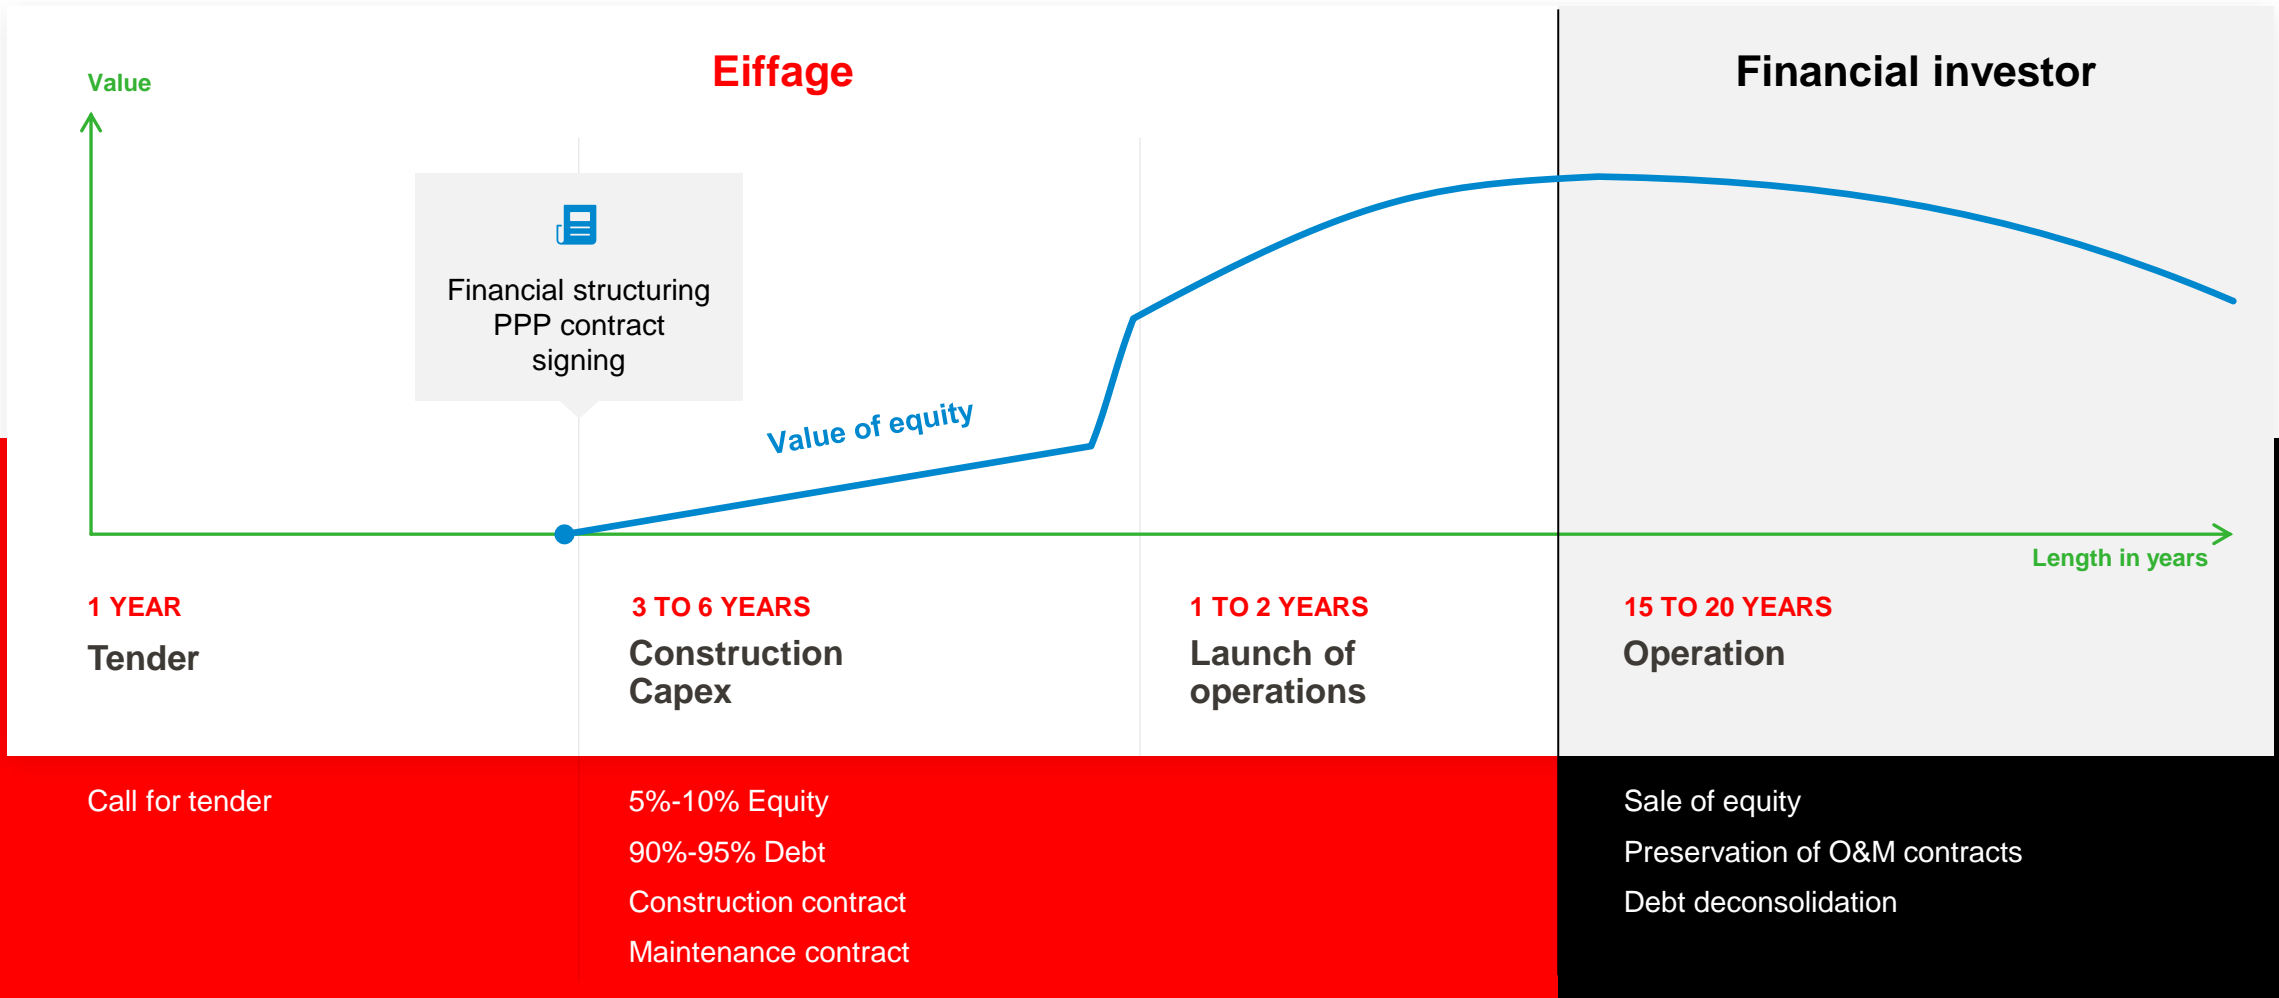 Eiffage
Financial investor
Value
Financial structuring
PPP contract
signing
Value of equity
Length in years
1 YEAR
Tender
3 TO 6 YEARS
Construction
Capex
1 TO 2 YEARS
Launch of
operations
15 TO 20 YEARS
Operation
Call for tender
5%-10% Equity
90%-95% Debt
Construction contract
Maintenance contract
Sale of equity
Preservation of O&M contracts
Debt deconsolidation